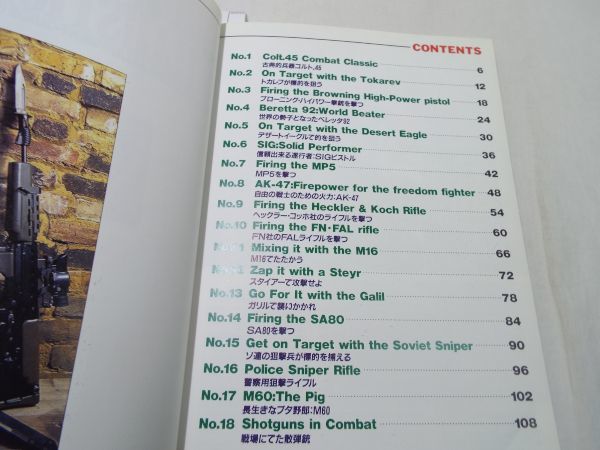 CONTENTS
No.1 Colt.45 Combat Classic 6
古典的兵器コルト.45
No.2 On Target with the Tokarev 12
トカレフが標的を狙う
No.3 Firing the Browning High-Power pistol 18
ブローニングハイパワー拳銃を撃つ
No.4 Beretta 92:World Beater 24
世界の覇子となったベレッタ92
No.5 On Target with the Desert Eagle 30
デザートイーグルで的を狙う
No.6 SIG:Solid Performer 36
信頼出来る遂行者:SIGピストル
No.7 Firing the MP5 42
MP5を撃つ
No.8 AK-47:Firepower for the freedom fighter 48
自由の戦士のための火力:AK-47
No.9 Firing the Heckler & Koch Rifle 54
ヘックラー・コッホ社のライフルを撃つ
No.10 Firing the FN·FAL rifle 60
FN社のFALライフルを撃つ
No.11 Mixing it with the M16 66
M16でたたかう
No.12 Zap it with a Steyr 72
スタイアーで攻撃せよ
No.13 Go For It with the Galil 78
ガリルで襲いかかれ
No.14 Firing the SA80 84
SA80を撃つ
No.15 Get on Target with the Soviet Sniper 90
ソ連の狙撃兵が標的を捕える
No.16 Police Sniper Rifle 96
警察用狙撃ライフル
No.17 M60:The Pig 102
長生きなブタ野郎:M60
No.18 Shotguns in Combat 108
戦場にてた散弾銃